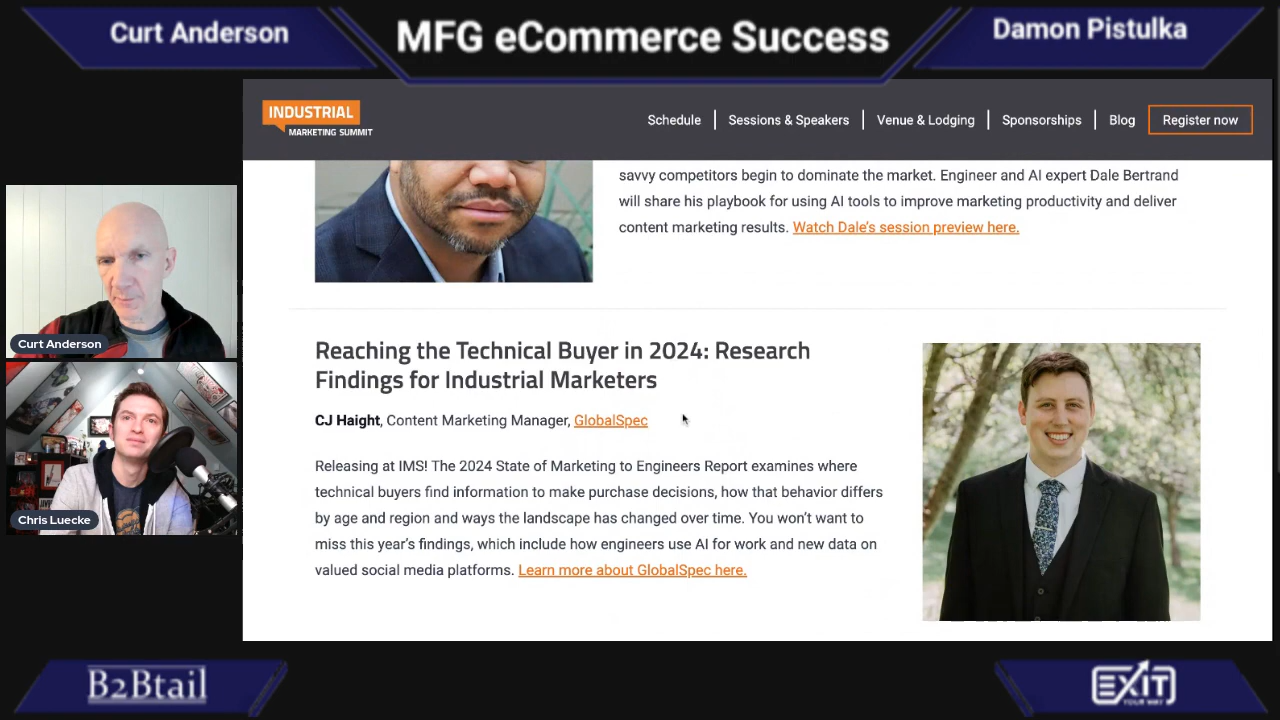 Curt Anderson
MFG eCommerce Success
Damon Pistulka
INDUSTRIAL
MARKETING SUMMIT
Schedule
Sessions & Speakers
Venue & Lodging
Sponsorships
Blog
Register now
savvy competitors begin to dominate the market. Engineer and AI expert Dale Bertrand
will share his playbook for using AI tools to improve marketing productivity and deliver
content marketing results. Watch Dale's session preview here.
Curt Anderson
Reaching the Technical Buyer in 2024: Research
Findings for Industrial Marketers
CJ Haight, Content Marketing Manager, GlobalSpec
Releasing at IMS! The 2024 State of Marketing to Engineers Report examines where
technical buyers find information to make purchase decisions, how that behavior differs
by age and region and ways the landscape has changed over time. You won't want to
miss this year's findings, which include how engineers use AI for work and new data on
valued social media platforms. Learn more about GlobalSpec here.
Chris Luecke
B2Btail
EXIT
YOUR WAY